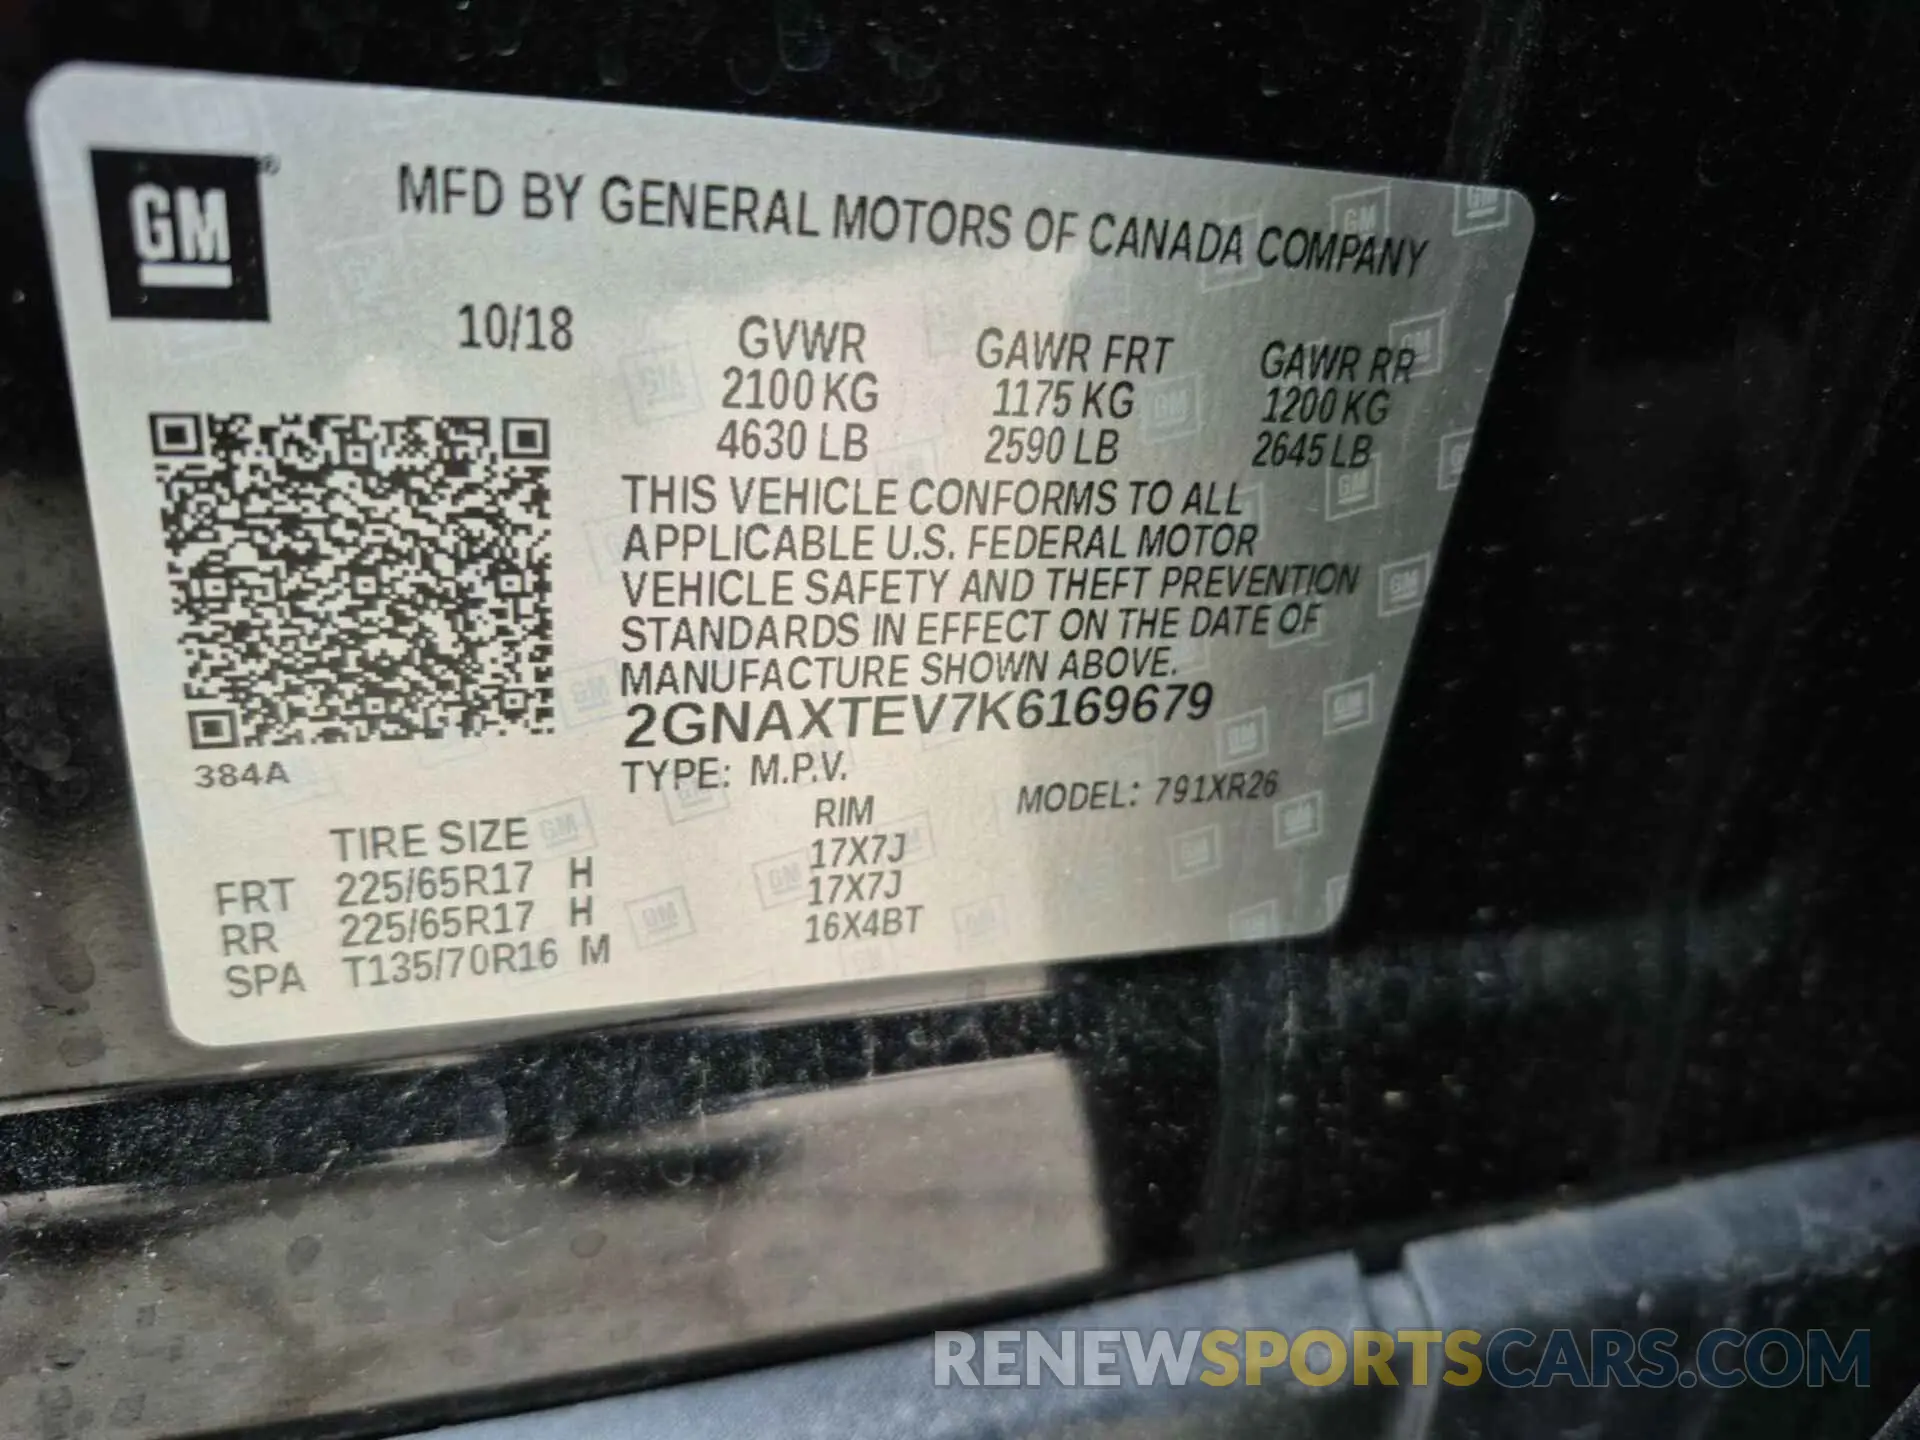 GM ®
MFD BY GENERAL MOTORS OF CANADA COMPANY
10/18
GVWR GAWR FRT GAWR RR
2100 KG 1175 KG 1200 KG
4630 LB 2590 LB 2645 LB
THIS VEHICLE CONFORMS TO ALL
APPLICABLE U.S. FEDERAL MOTOR
VEHICLE SAFETY AND THEFT PREVENTION
STANDARDS IN EFFECT ON THE DATE OF
MANUFACTURE SHOWN ABOVE.
2GNAXTEV7K6169679
384A
TYPE: M.P.V. MODEL: 791XR26
TIRE SIZE RIM
FRT 225/65R17 H 17X7J
RR 225/65R17 H 17X7J
SPA T135/70R16 M 16X4BT
RENEWSPORTSCARS.COM